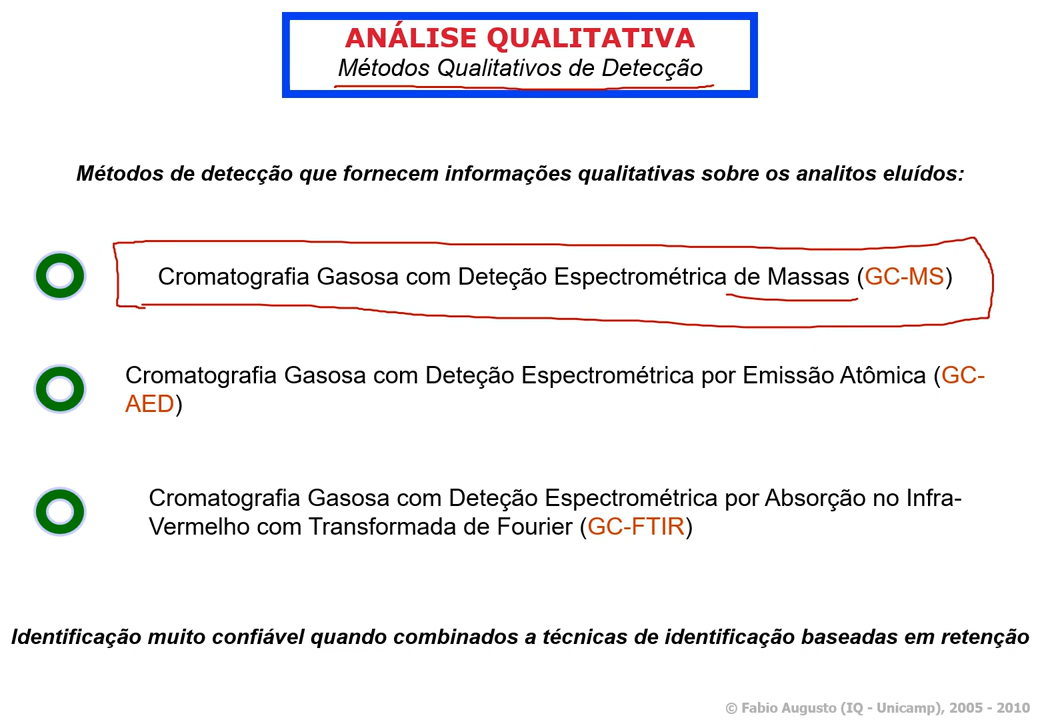 ANÁLISE QUALITATIVA
Métodos Qualitativos de Detecção
Métodos de detecção que fornecem informações qualitativas sobre os analitos eluídos:
Cromatografia Gasosa com Deteção Espectrométrica de Massas (GC-MS)
Cromatografia Gasosa com Deteção Espectrométrica por Emissão Atômica (GC-
AED)
Cromatografia Gasosa com Deteção Espectrométrica por Absorção no Infra-
Vermelho com Transformada de Fourier (GC-FTIR)
Identificação muito confiável quando combinados a técnicas de identificação baseadas em retenção
© Fabio Augusto (IQ - Unicamp), 2005 - 2010